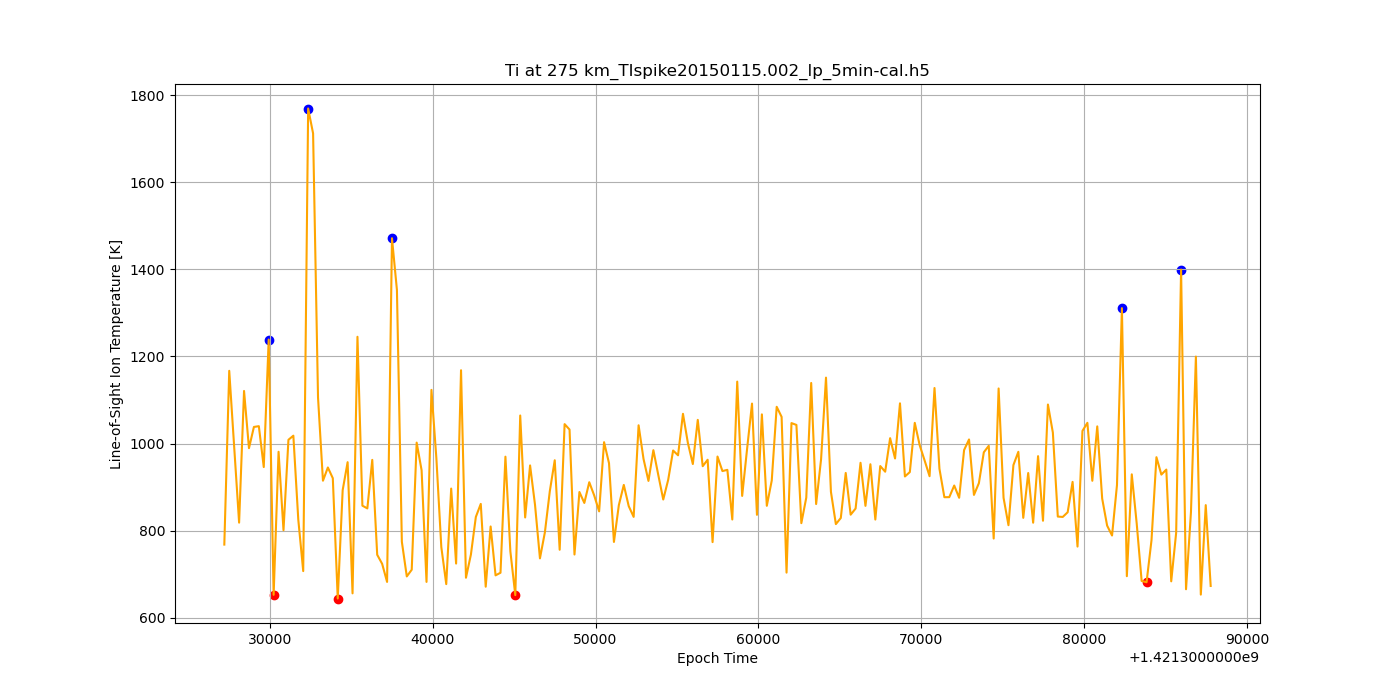 Ti at 275 km_TIspike20150115.002_lp_5min-cal.h5
Line-of-Sight Ion Temperature [K]
1800
1600
1400
1200
1000
800
600
30000 40000 50000 60000 70000 80000 90000
Epoch Time
+1.4213000000e9